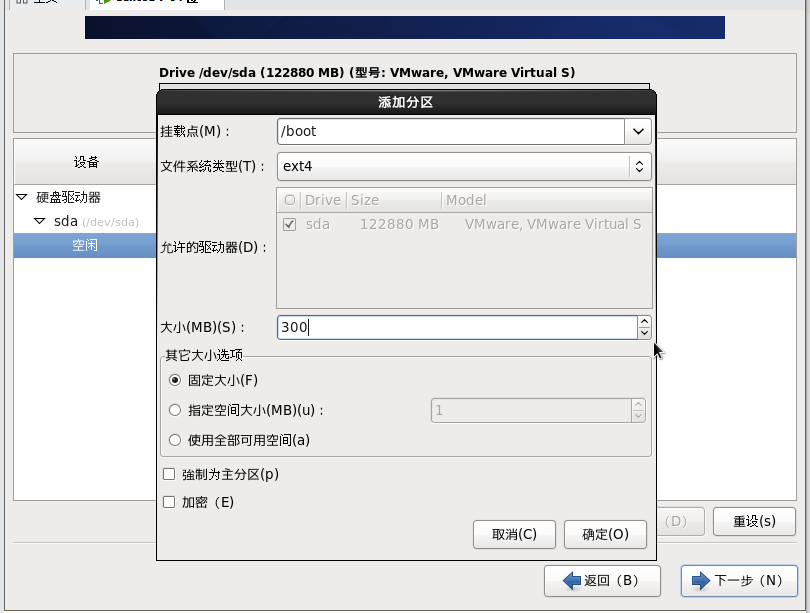 Drive /dev/sda (122880 MB) (型号: VMware, VMware Virtual S)
添加分区
挂载点(M)：
/boot
文件系统类型(T)：
ext4
Drive Size Model
sda 122880 MB VMware, VMware Virtual S
允许的驱动器(D)：
大小(MB)(S)：
300
其它大小选项
固定大小(F)
指定空间大小(MB)(u)：
1
使用全部可用空间(a)
強制为主分区(p)
加密（E)
取消(C)
确定(O)
设备
硬盘驱动器
sda (/dev/sda)
空闲
(D)
重设(s)
返回（B）
下一步（N）